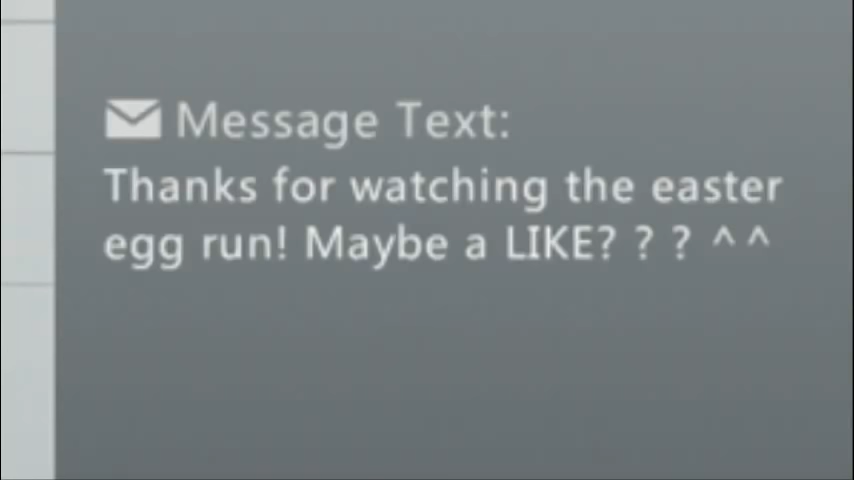 Message Text:
Thanks for watching the easter
egg run! Maybe a LIKE? ? ? ^ ^